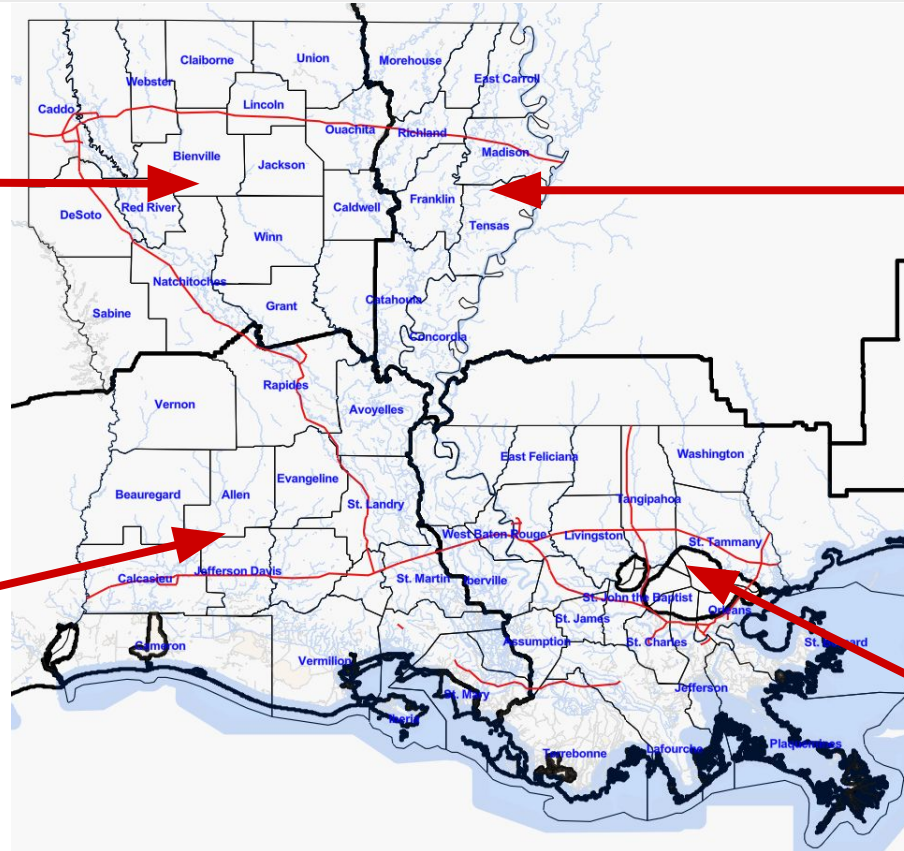 Claiborne
Union
Morehouse
Webster
East Carroll
Caddo
Lincoln
Ouachita
Richland
Madison
Bienville
Jackson
DeSoto
Red River
Caldwell
Franklin
Tensas
Winn
Natchitoches
Sabine
Grant
Catahoula
Concordia
Rapides
Vernon
Avoyelles
East Feliciana
Washington
Beauregard
Allen
Evangeline
St. Landry
Tangipahoa
West Baton Rouge
Livingston
St. Tammany
Calcasieu
Jefferson Davis
St. Martin
Iberville
St. John the Baptist
Orleans
St. James
Cameron
Assumption
St. Charles
St. Bernard
Vermilion
St. Mary
Jefferson
Iberia
Terrebonne
Lafourche
Plaquemines